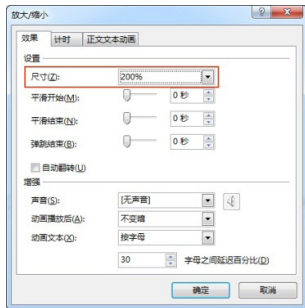 放大/缩小
效果 计时 正文文本动画
设置
尺寸(Z): 200%
平滑开始(M): 0 秒
平滑结束(N): 0 秒
弹跳结束(B): 0 秒
自动翻转(U)
增强
声音(S): [无声音]
动画播放后(A): 不变暗
动画文本(X): 按字母
30 字母之间延迟百分比(D)
确定 取消